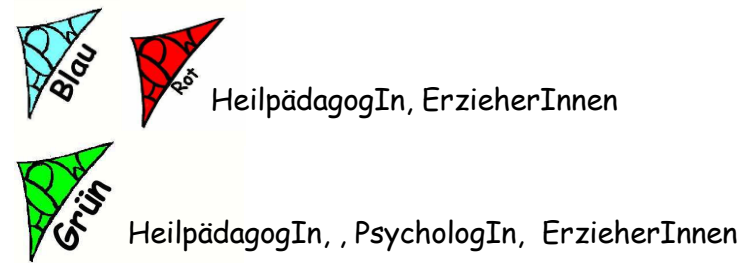 Blau
Rot
HeilpädagogIn, ErzieherInnen
Grün
HeilpädagogIn, , PsychologIn, ErzieherInnen